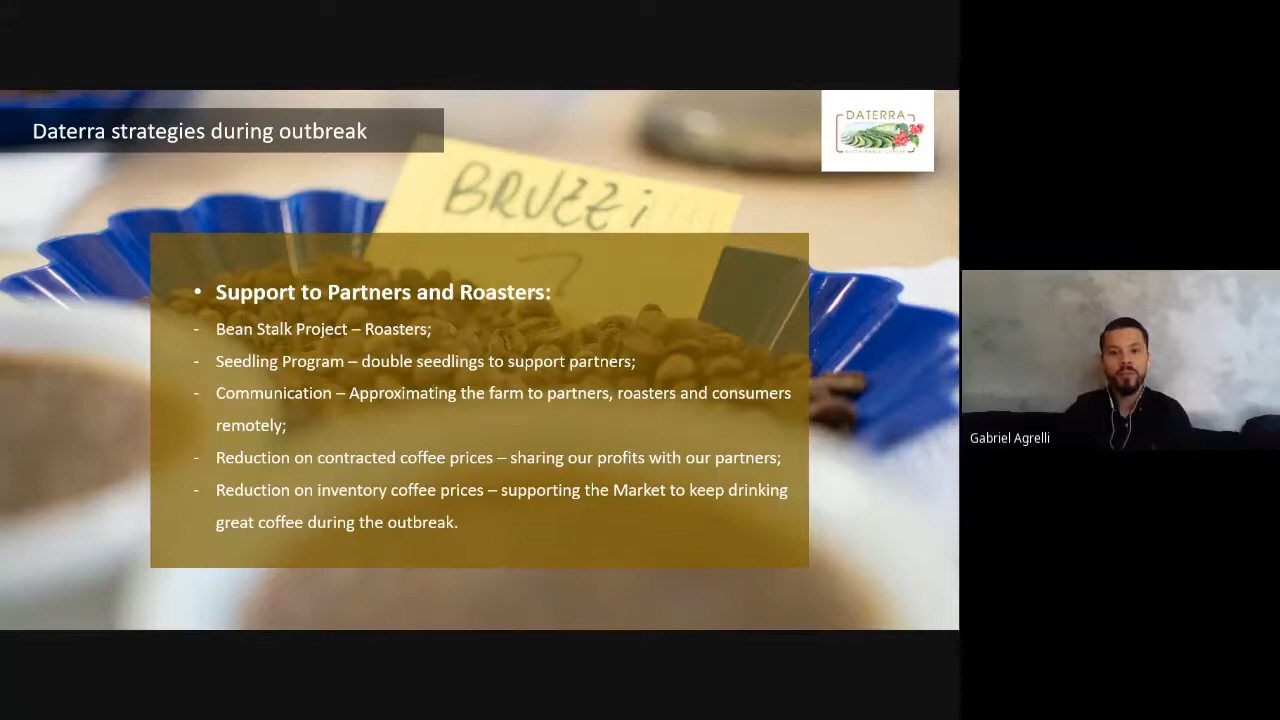 Daterra strategies during outbreak
DATERRA
BRUZZi
7
• Support to Partners and Roasters:
- Bean Stalk Project – Roasters;
- Seedling Program – double seedlings to support partners;
- Communication – Approximating the farm to partners, roasters and consumers
remotely;
- Reduction on contracted coffee prices – sharing our profits with our partners;
- Reduction on inventory coffee prices – supporting the Market to keep drinking
great coffee during the outbreak.
Gabriel Agrelli